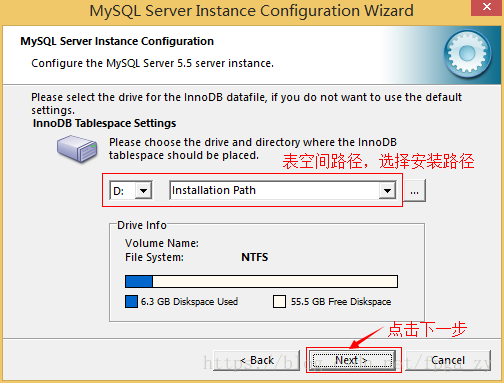 MySQL Server Instance Configuration Wizard
MySQL Server Instance Configuration
Configure the MySQL Server 5.5 server instance.
Please select the drive for the InnoDB datafile, if you do not want to use the default
settings.
InnoDB Tablespace Settings
Please choose the drive and directory where the InnoDB
tablespace should be placed.
表空间路径，选择安装路径
D:
Installation Path
...
Drive Info
Volume Name:
File System: NTFS
6.3 GB Diskspace Used
55.5 GB Free Diskspace
点击下一步
< Back
Next >
Cancel